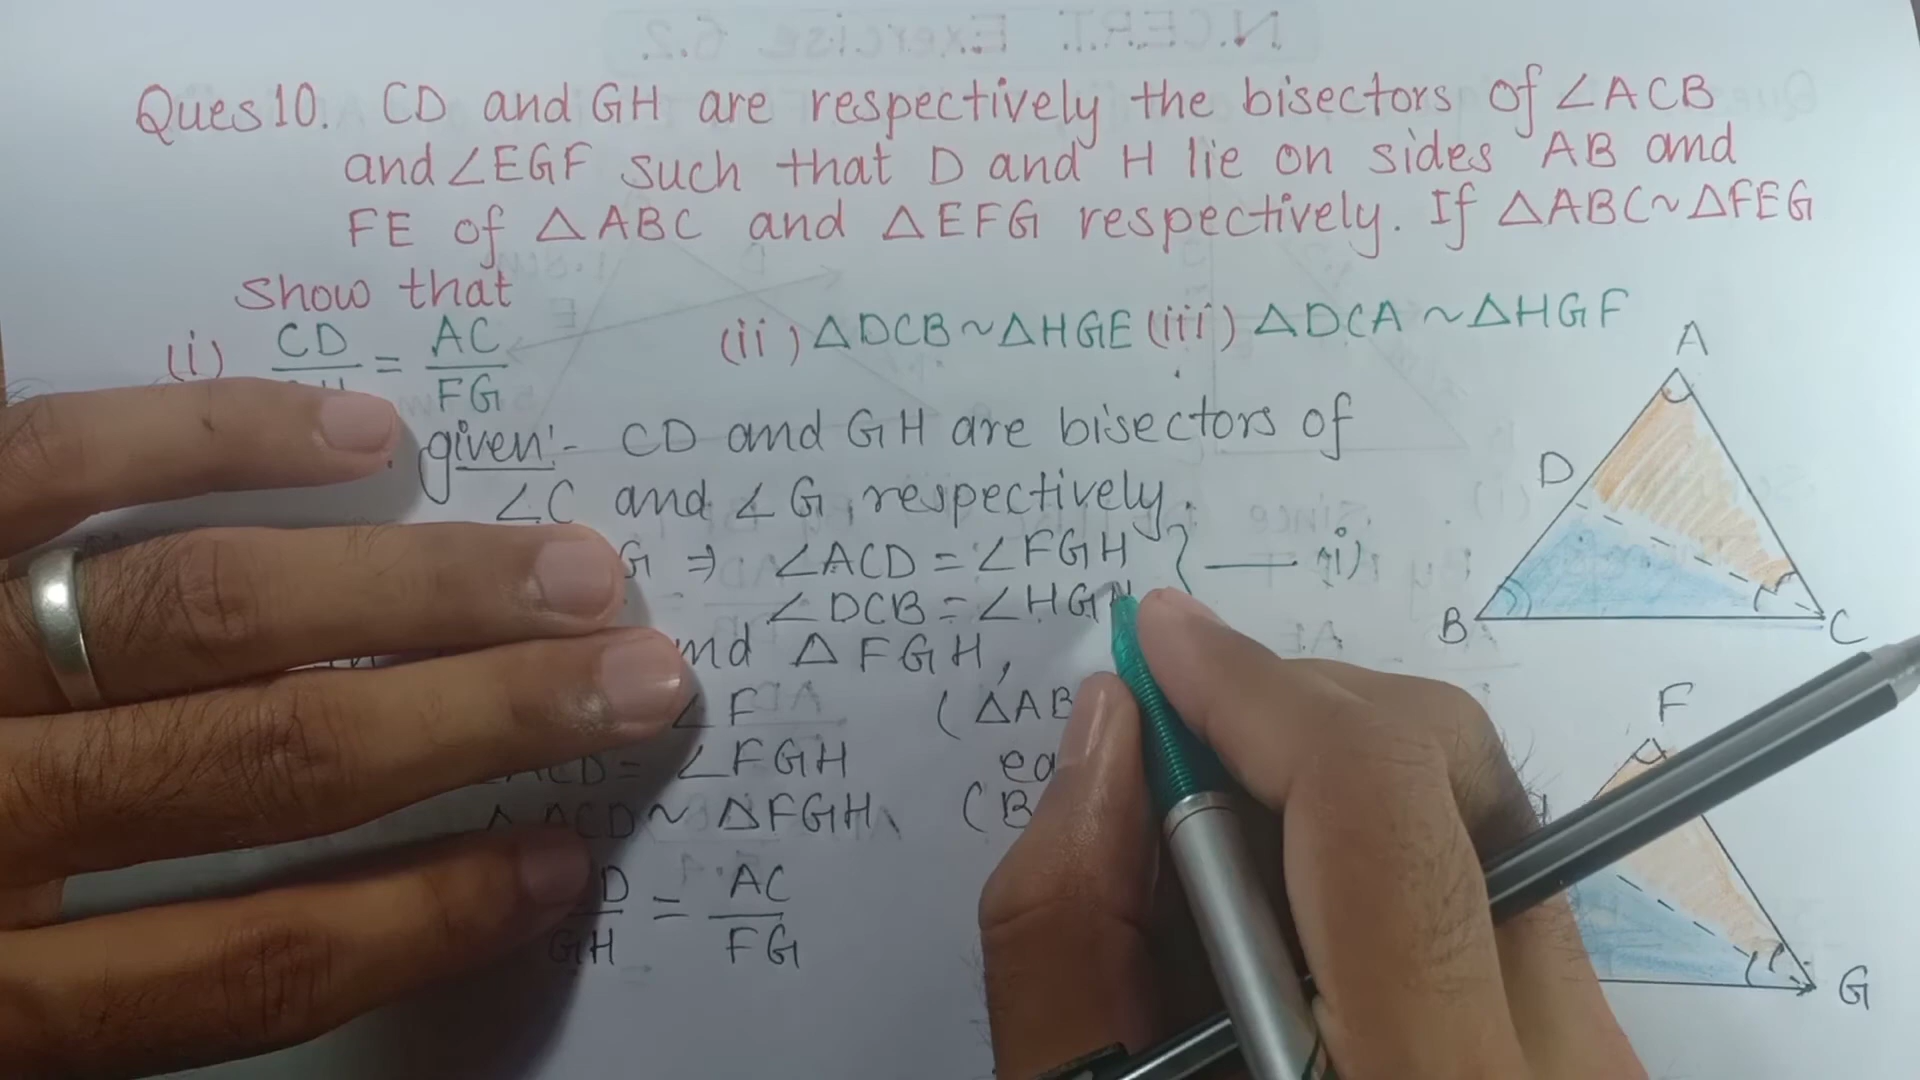 Ques 10. CD and GH are respectively the bisectors of ∠ACB
and ∠EGF such that D and H lie on sides AB and
FE of △ABC and △EFG respectively. If △ABC ~ △FEG
show that
(i) CD/GH = AC/FG (ii) △DCB ~ △HGE (iii) △DCA ~ △HGF
given:- CD and GH are bisectors of
∠C and ∠G respectively.
G ⇒ ∠ACD = ∠FGH
∠DCB = ∠HG
} — (i)
and △FGH,
∠F (△AB
∠ACD = ∠FGH
△ACD ~ △FGH (B
CD/GH = AC/FG
A
D
B
C
F
G